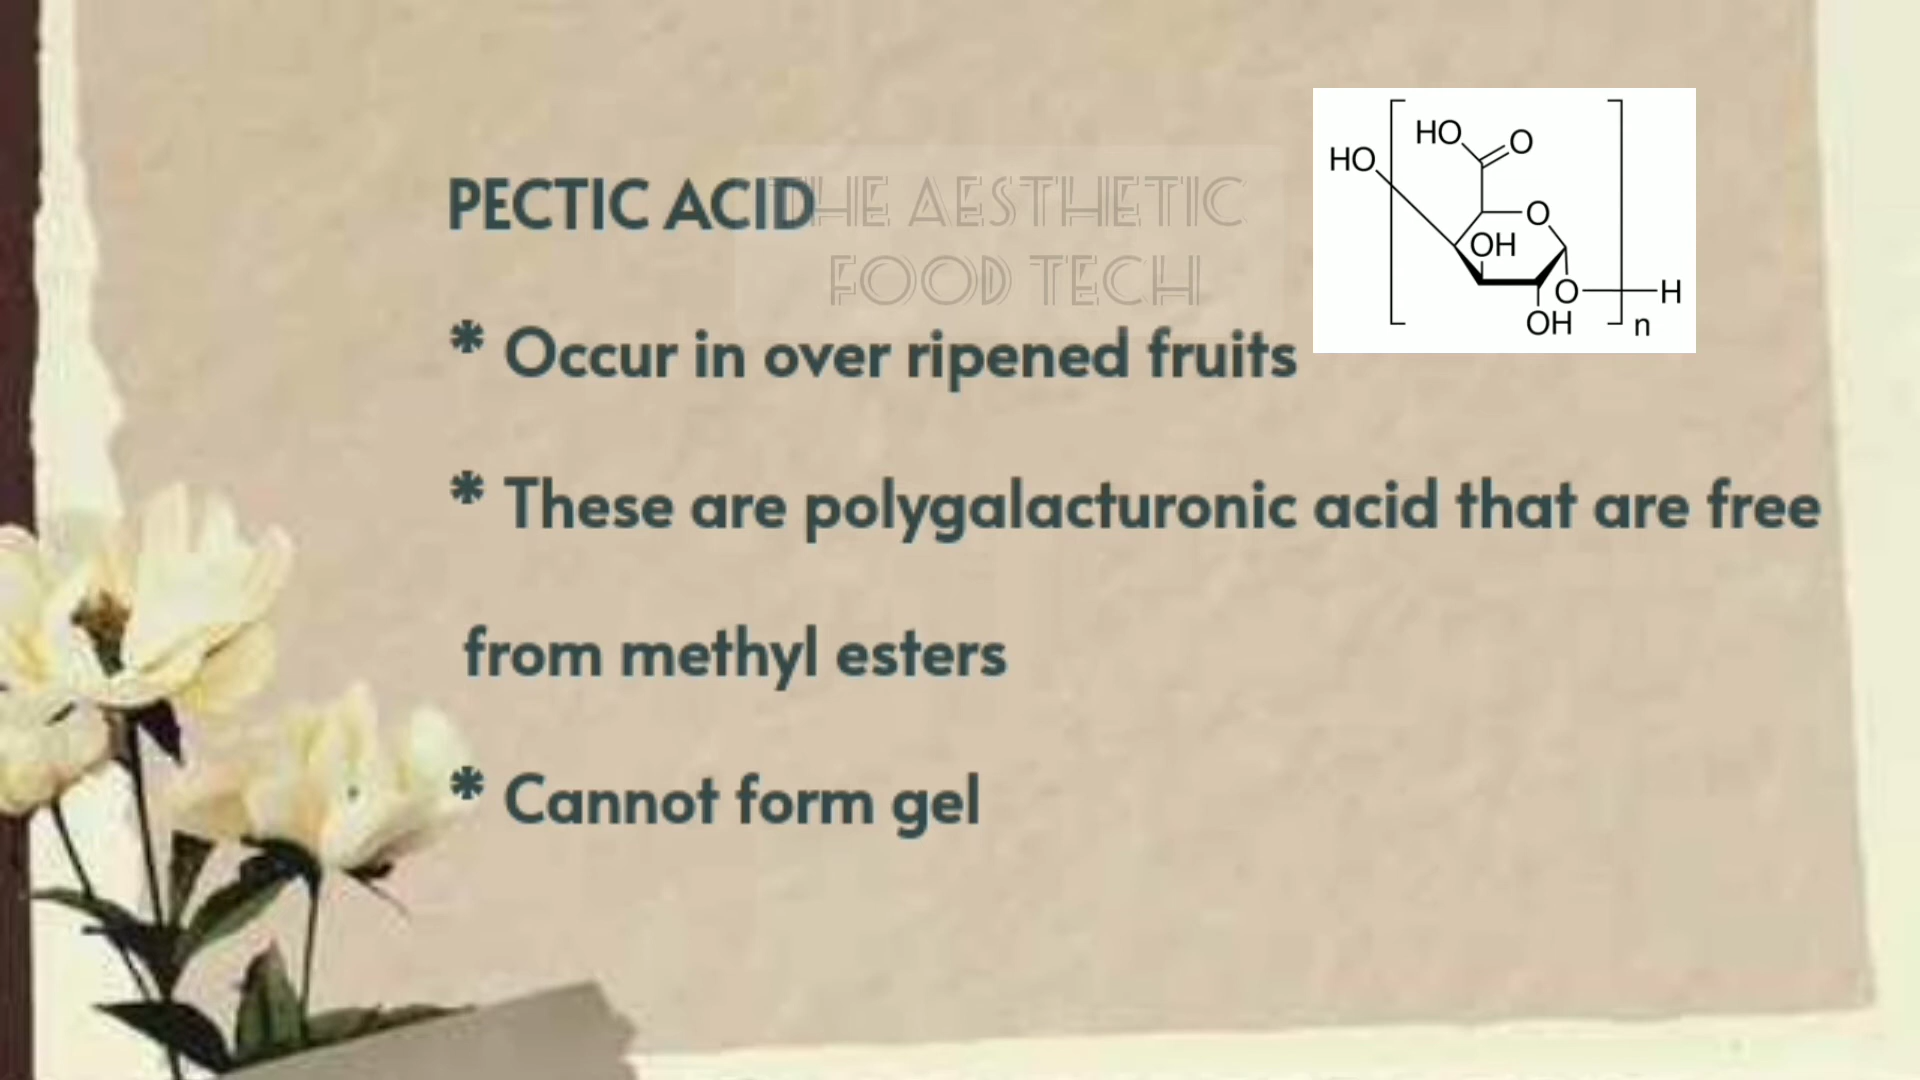 PECTIC ACID
THE AESTHETIC
FOOD TECH
* Occur in over ripened fruits
* These are polygalacturonic acid that are free
from methyl esters
* Cannot form gel
HO
HO
O
O
OH
O
H
OH
n